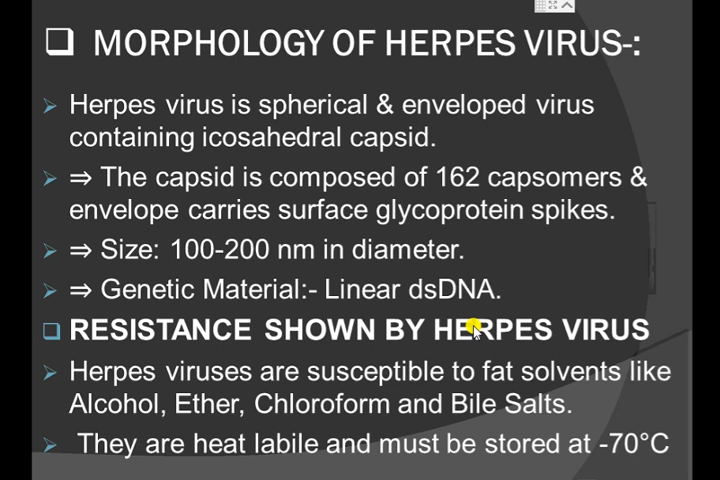 ❑ MORPHOLOGY OF HERPES VIRUS-:
➢ Herpes virus is spherical & enveloped virus
containing icosahedral capsid.
➢ ⇒ The capsid is composed of 162 capsomers &
envelope carries surface glycoprotein spikes.
➢ ⇒ Size: 100-200 nm in diameter.
➢ ⇒ Genetic Material:- Linear dsDNA.
❑ RESISTANCE SHOWN BY HERPES VIRUS
➢ Herpes viruses are susceptible to fat solvents like
Alcohol, Ether, Chloroform and Bile Salts.
➢ They are heat labile and must be stored at -70°C